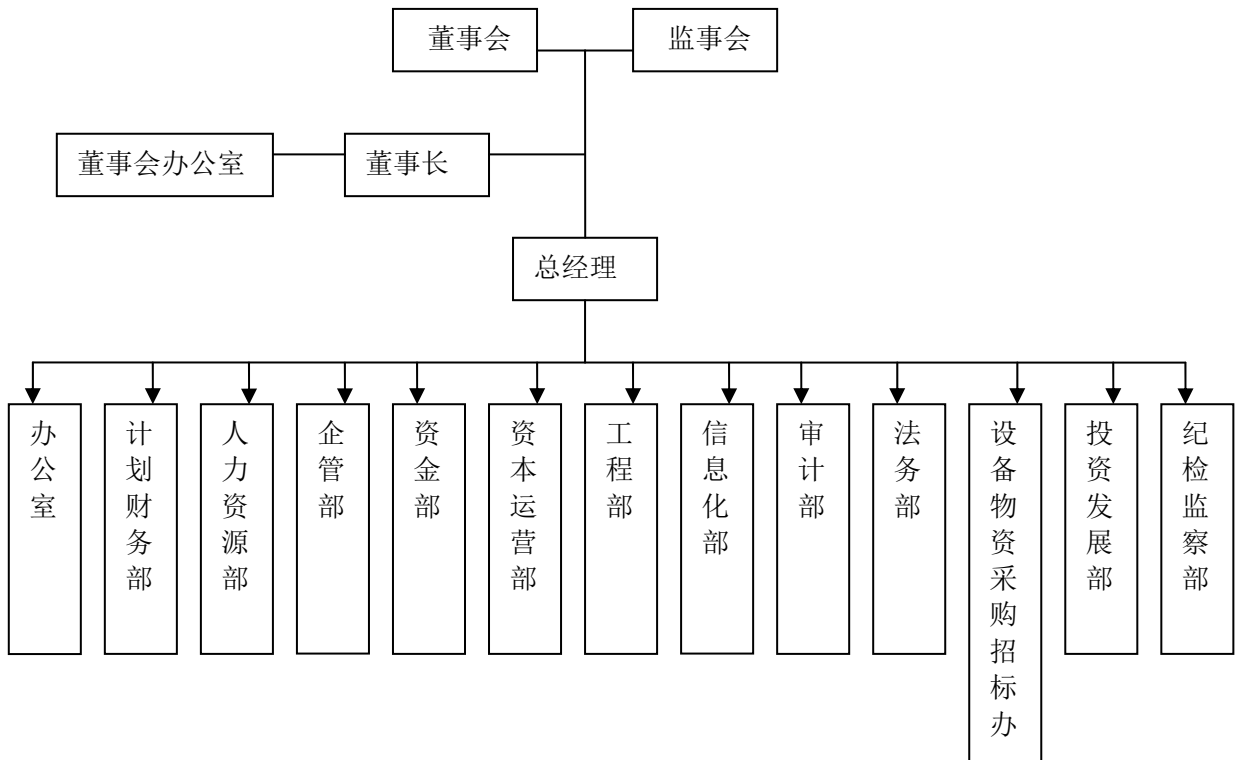 董事会
监事会
董事会办公室
董事长
总经理
办公室
计划财务部
人力资源部
企管部
资金部
资本运营部
工程部
信息化部
审计部
法务部
设备物资采购招标办
投资发展部
纪检监察部